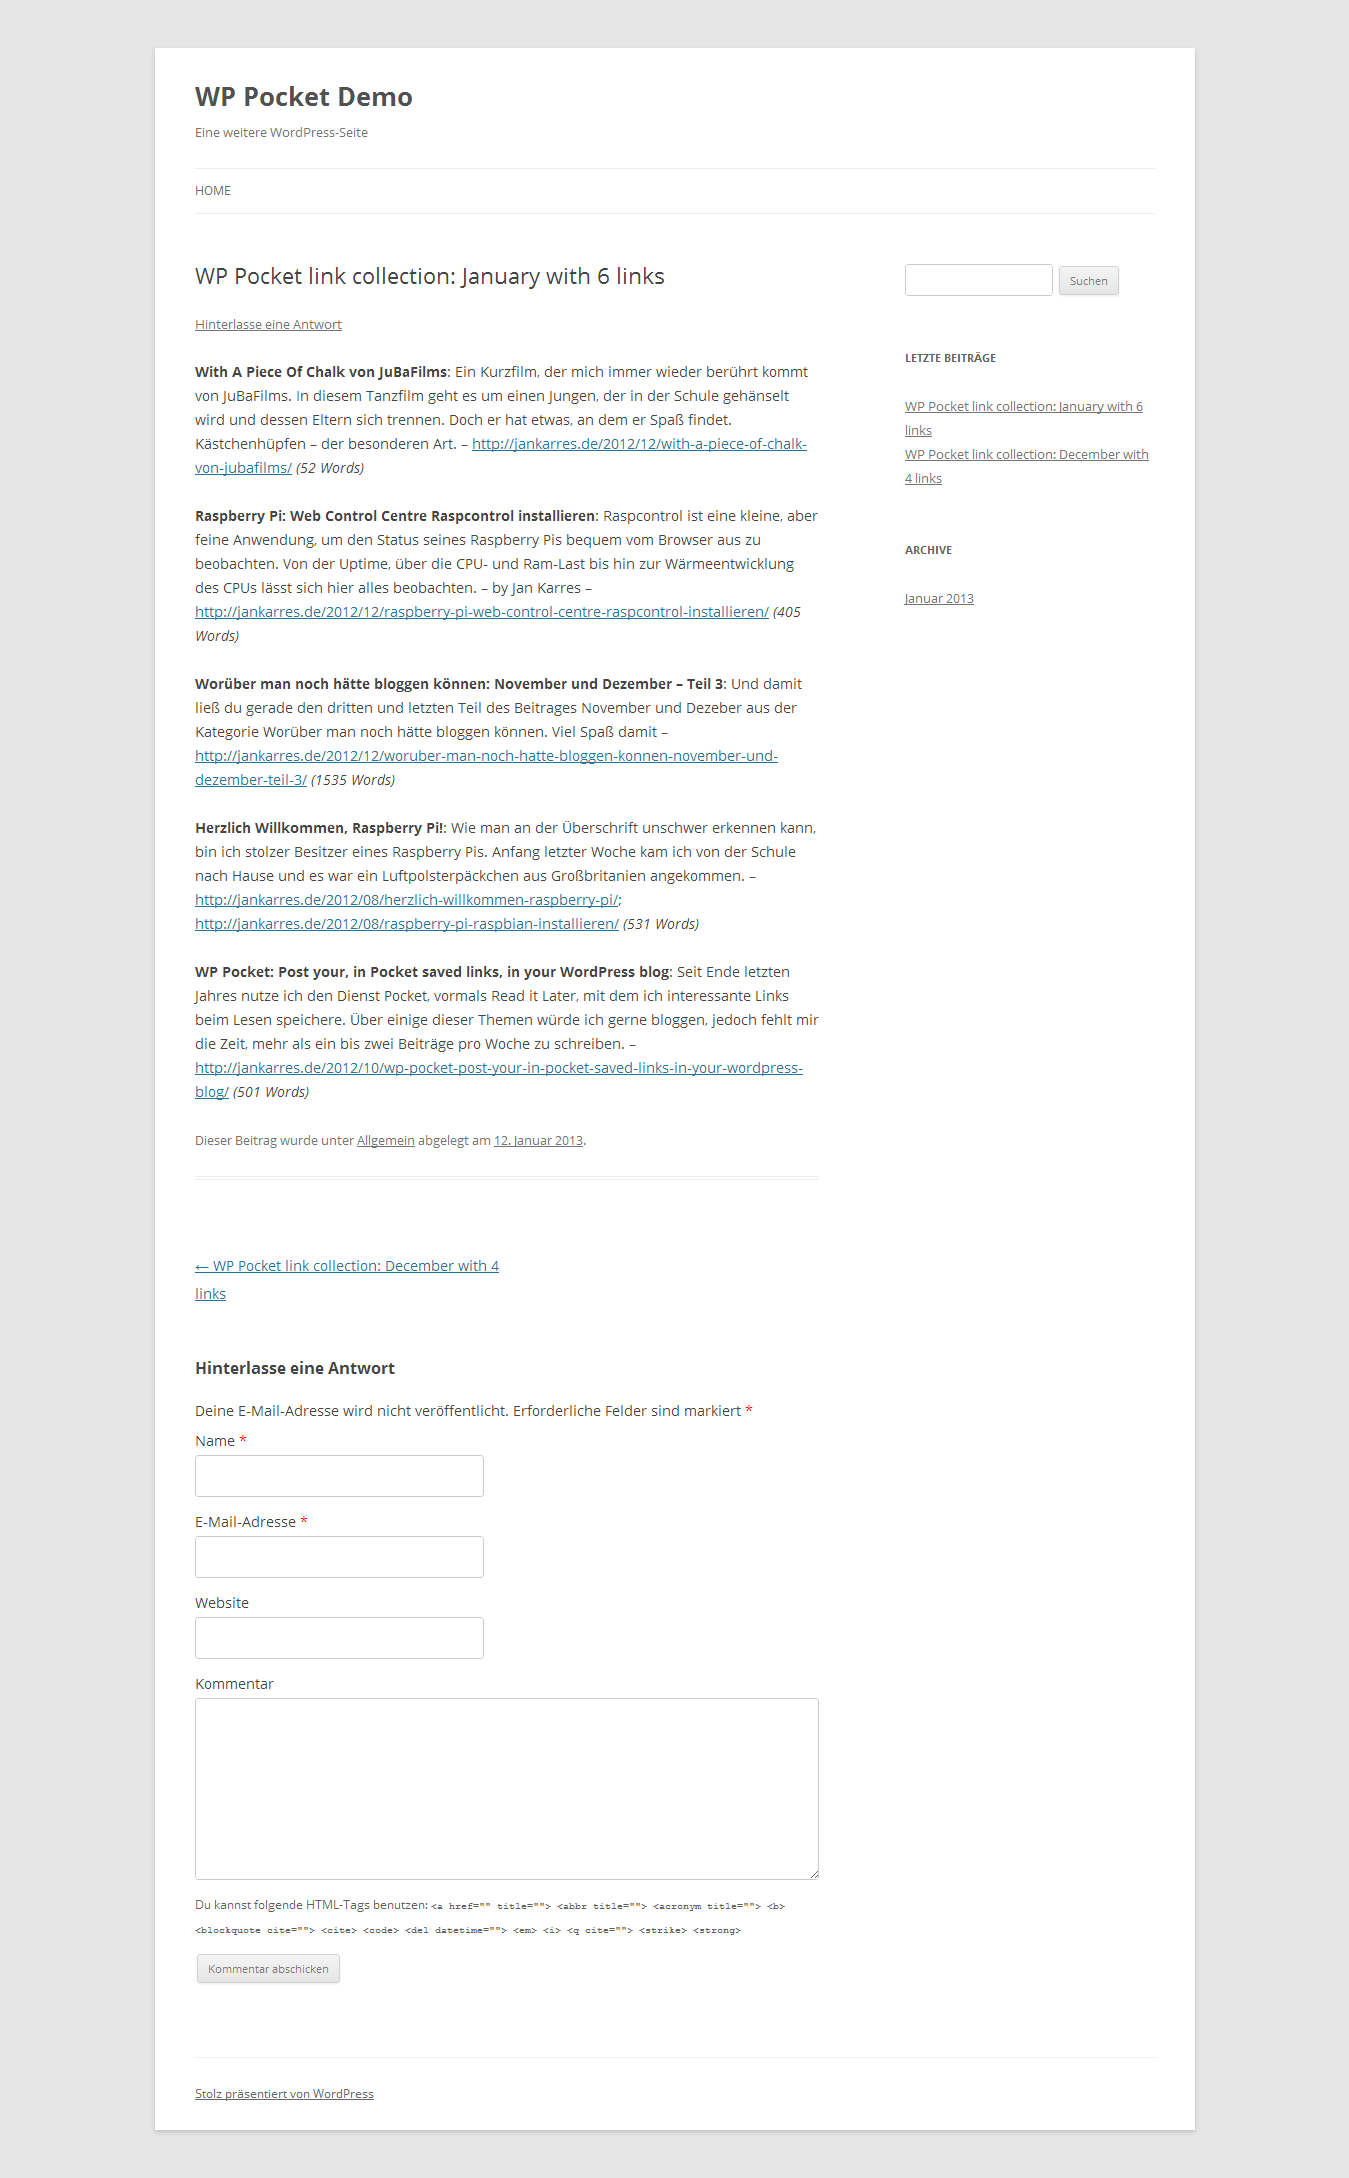 WP Pocket Demo
Eine weitere WordPress-Seite
HOME
WP Pocket link collection: January with 6 links
Hinterlasse eine Antwort
With A Piece Of Chalk von JuBaFilms: Ein Kurzfilm, der mich immer wieder berührt kommt
von JuBaFilms. In diesem Tanzfilm geht es um einen Jungen, der in der Schule gehänselt
wird und dessen Eltern sich trennen. Doch er hat etwas, an dem er Spaß findet.
Kästchenhüpfen – der besonderen Art. – http://jankarres.de/2012/12/with-a-piece-of-chalk-
von-jubafilms/ (52 Words)
Raspberry Pi: Web Control Centre Raspcontrol installieren: Raspcontrol ist eine kleine, aber
feine Anwendung, um den Status seines Raspberry Pis bequem vom Browser aus zu
beobachten. Von der Uptime, über die CPU- und Ram-Last bis hin zur Wärmeentwicklung
des CPUs lässt sich hier alles beobachten. – by Jan Karres –
http://jankarres.de/2012/12/raspberry-pi-web-control-centre-raspcontrol-installieren/ (405
Words)
Worüber man noch hätte bloggen können: November und Dezember – Teil 3: Und damit
ließ du gerade den dritten und letzten Teil des Beitrages November und Dezeber aus der
Kategorie Worüber man noch hätte bloggen können. Viel Spaß damit –
http://jankarres.de/2012/12/woruber-man-noch-hatte-bloggen-konnen-november-und-
dezember-teil-3/ (1535 Words)
Herzlich Willkommen, Raspberry Pi!: Wie man an der Überschrift unschwer erkennen kann,
bin ich stolzer Besitzer eines Raspberry Pis. Anfang letzter Woche kam ich von der Schule
nach Hause und es war ein Luftpolsterpäckchen aus Großbritanien angekommen. –
http://jankarres.de/2012/08/herzlich-willkommen-raspberry-pi/;
http://jankarres.de/2012/08/raspberry-pi-raspbian-installieren/ (531 Words)
WP Pocket: Post your, in Pocket saved links, in your WordPress blog: Seit Ende letzten
Jahres nutze ich den Dienst Pocket, vormals Read it Later, mit dem ich interessante Links
beim Lesen speichere. Über einige dieser Themen würde ich gerne bloggen, jedoch fehlt mir
die Zeit, mehr als ein bis zwei Beiträge pro Woche zu schreiben. –
http://jankarres.de/2012/10/wp-pocket-post-your-in-pocket-saved-links-in-your-wordpress-
blog/ (501 Words)
Dieser Beitrag wurde unter Allgemein abgelegt am 12. Januar 2013.
← WP Pocket link collection: December with 4
links
Hinterlasse eine Antwort
Deine E-Mail-Adresse wird nicht veröffentlicht. Erforderliche Felder sind markiert *
Name *
E-Mail-Adresse *
Website
Kommentar
Du kannst folgende HTML-Tags benutzen: <a href="" title=""> <abbr title=""> <acronym title=""> <b>
<blockquote cite=""> <cite> <code> <del datetime=""> <em> <i> <q cite=""> <strike> <strong>
Kommentar abschicken
Suchen
LETZTE BEITRÄGE
WP Pocket link collection: January with 6
links
WP Pocket link collection: December with
4 links
ARCHIVE
Januar 2013
Stolz präsentiert von WordPress